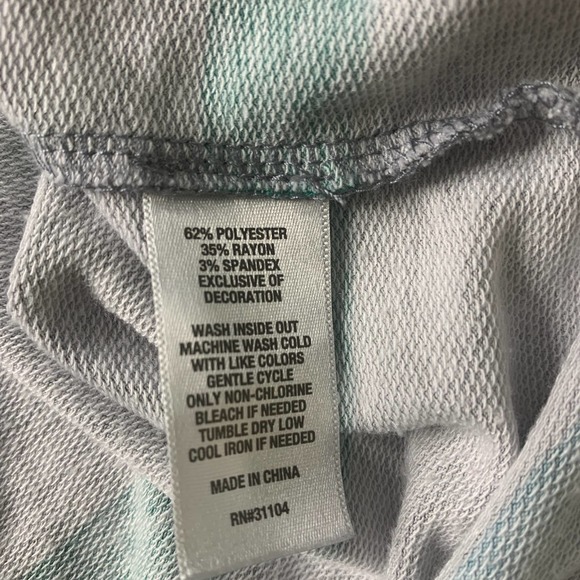 62% POLYESTER
35% RAYON
3% SPANDEX
EXCLUSIVE OF
DECORATION
WASH INSIDE OUT
MACHINE WASH COLD
WITH LIKE COLORS
GENTLE CYCLE
ONLY NON-CHLORINE
BLEACH IF NEEDED
TUMBLE DRY LOW
COOL IRON IF NEEDED
MADE IN CHINA
RN#31104